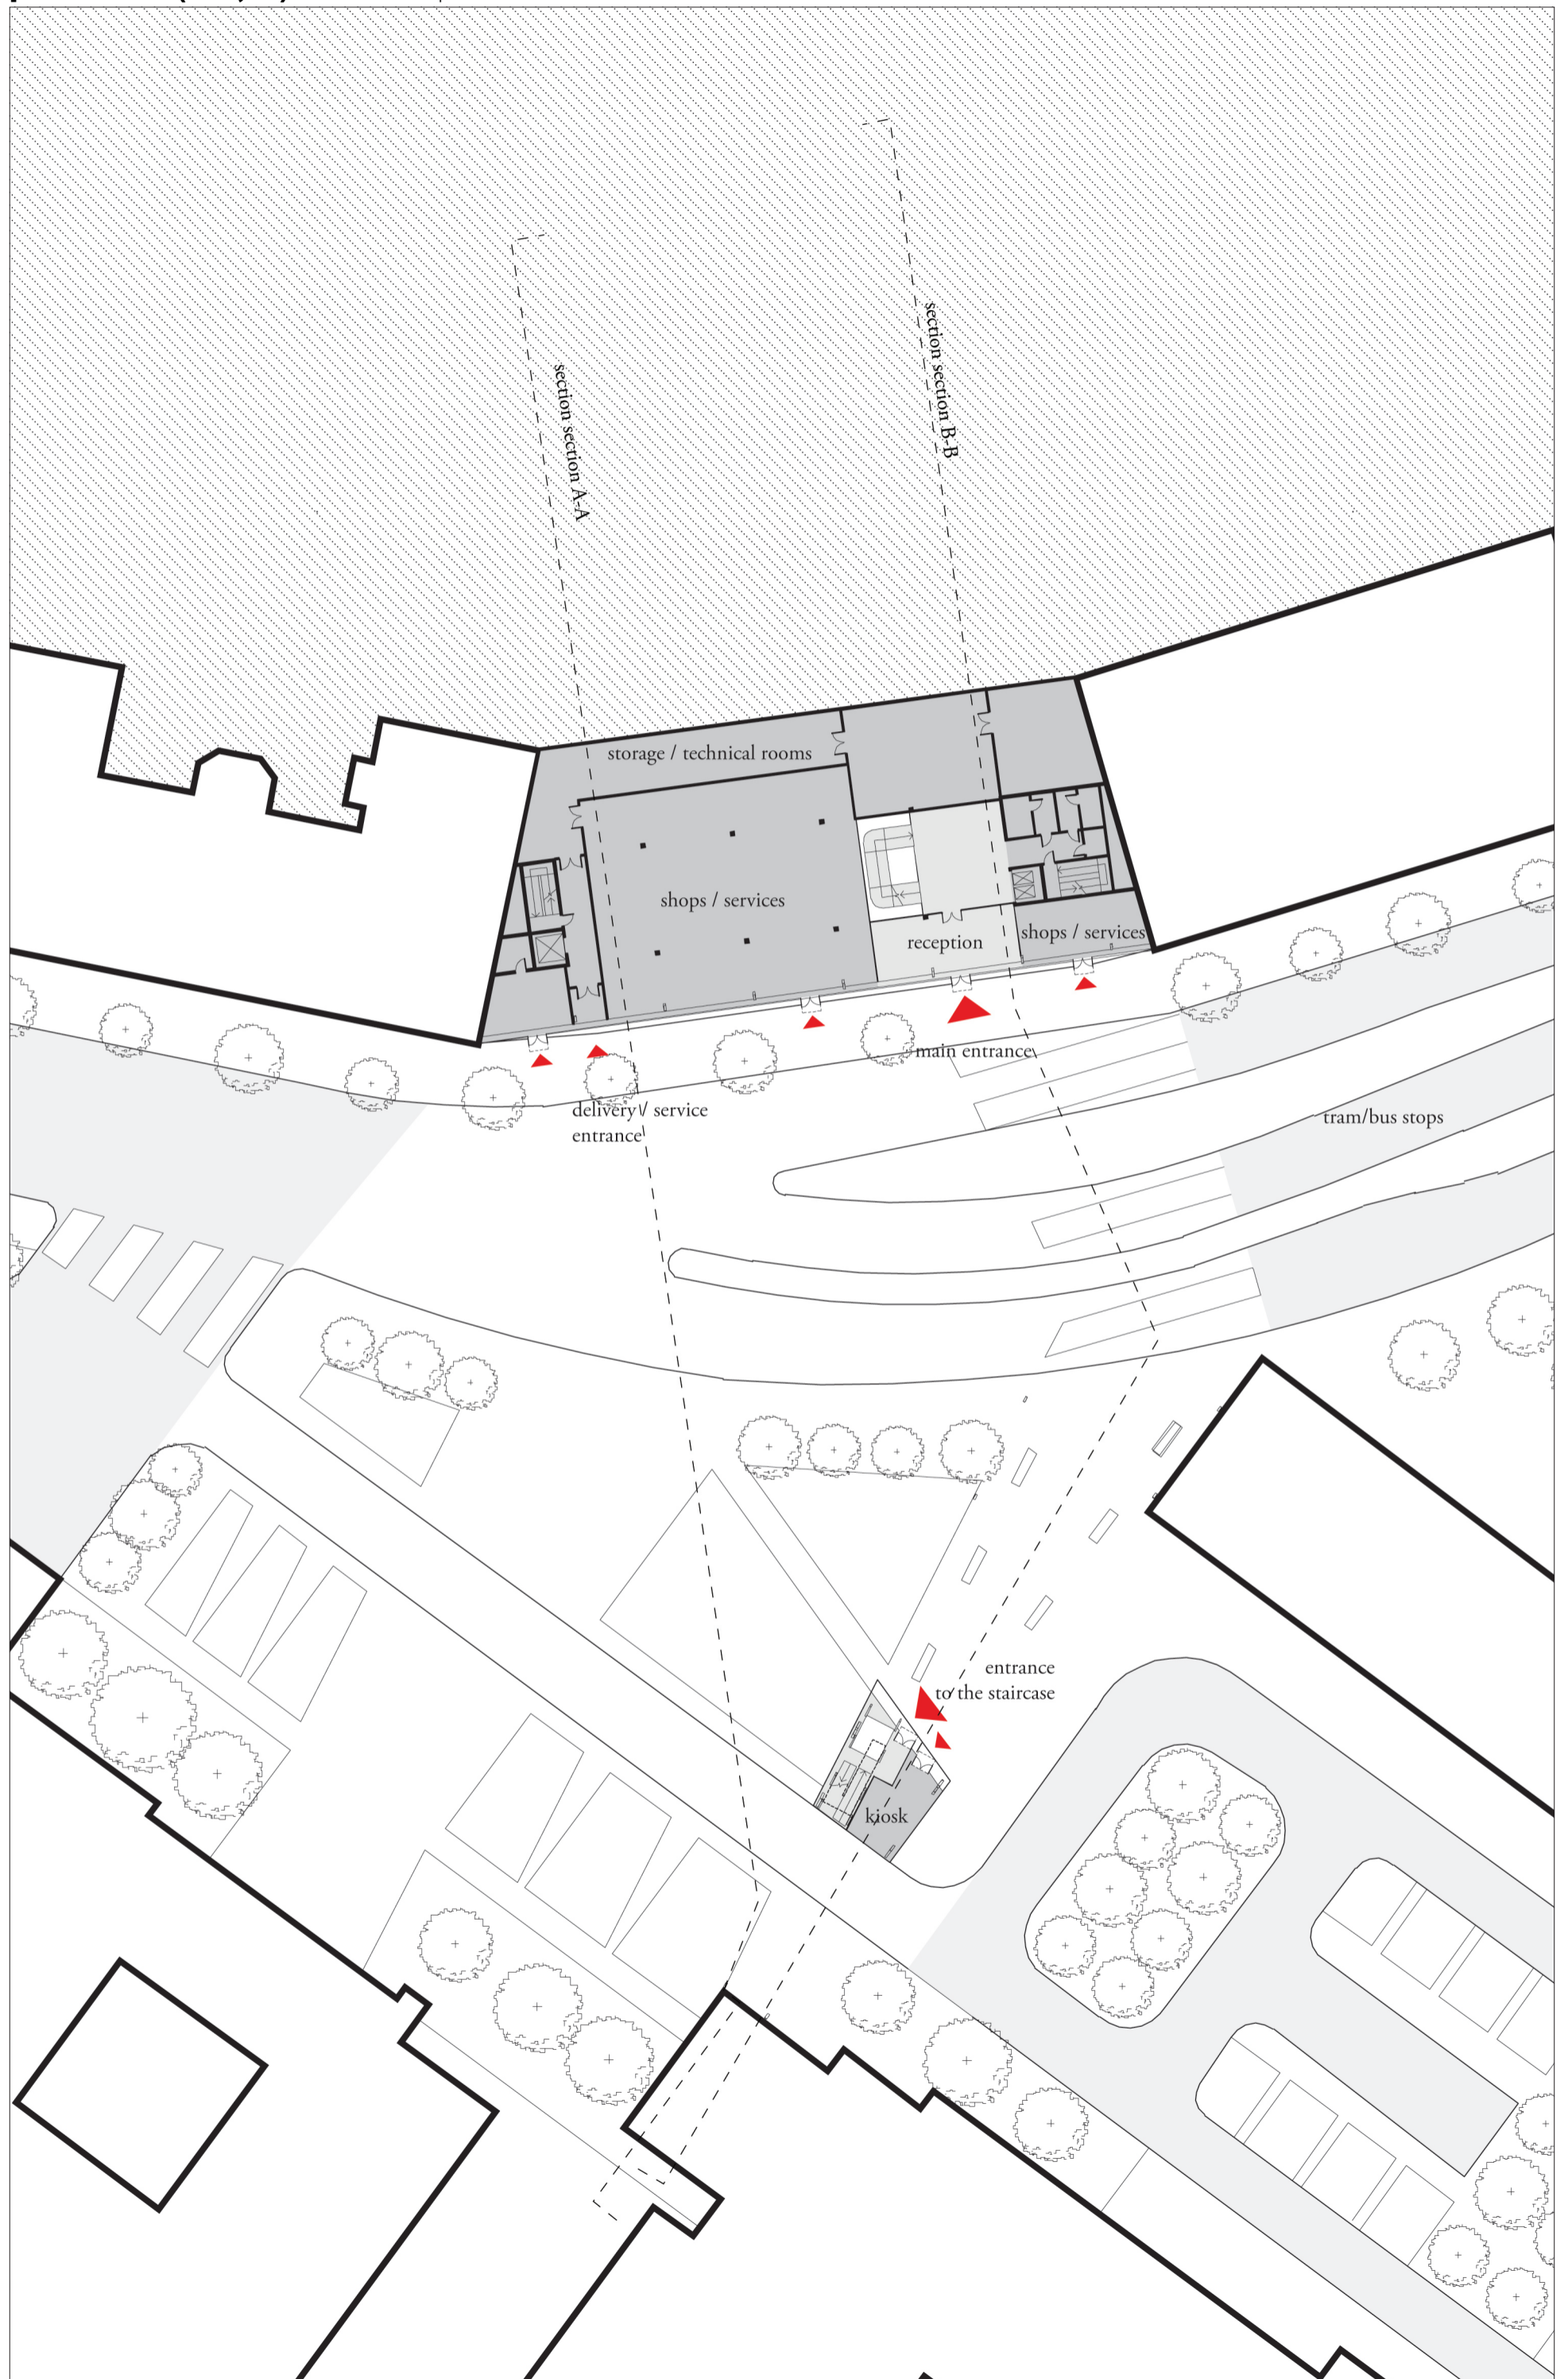 section section B-B
section section A-A
storage / technical rooms
shops / services
reception
shops / services
main entrance
delivery / service
entrance
tram/bus stops
entrance
to the staircase
kiosk